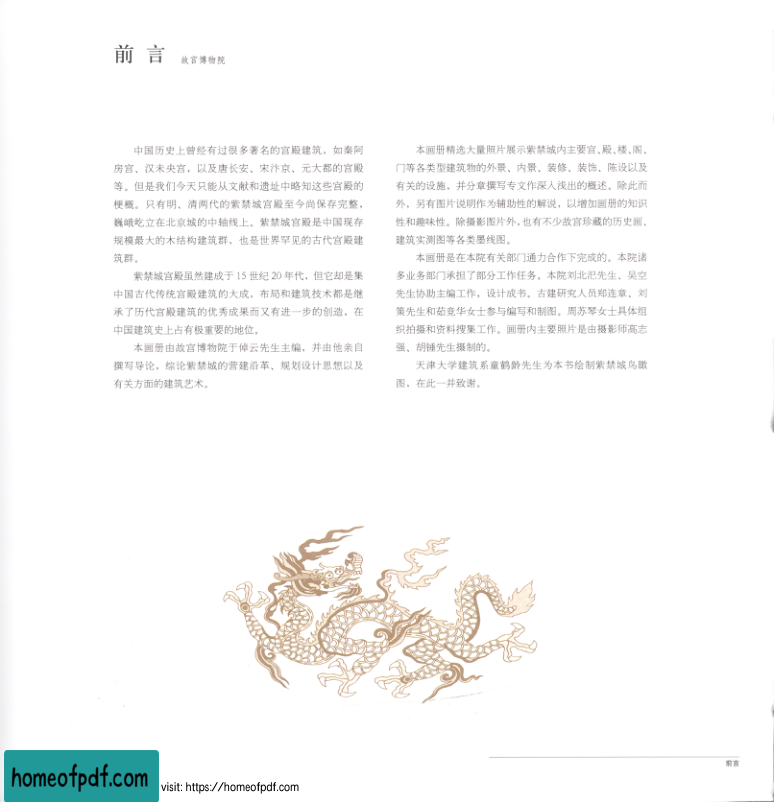 前言 故宫博物院
中国历史上曾经有过很多著名的宫殿建筑，如秦阿
房宫、汉未央宫，以及唐长安、宋汴京、元大都的宫殿
等。但是我们今天只能从文献和遗址中略知这些宫殿的
梗概。只有明、清两代的紫禁城宫殿至今尚保存完整，
巍峨屹立在北京城的中轴线上。紫禁城宫殿是中国现存
规模最大的木结构建筑群，也是世界罕见的古代宫殿建
筑群。
紫禁城宫殿虽然建成于15世纪20年代，但它却是集
中国古代传统宫殿建筑的大成，布局和建筑技术都是继
承了历代宫殿建筑的优秀成果而又有进一步的创造，在
中国建筑史上占有极重要的地位。
本画册由故宫博物院于倬云先生主编，并由他亲自
撰写导论，综论紫禁城的营建沿革、规划设计思想以及
有关方面的建筑艺术。
本画册精选大量照片展示紫禁城内主要宫、殿、楼、阁、
门等各类型建筑物的外景、内景、装修、装饰、陈设以及
有关的设施，并分章撰写专文作深入浅出的概述。除此而
外，另有图片说明作为辅助性的解说，以增加画册的知识
性和趣味性。除摄影图片外，也有不少故宫珍藏的历史画、
建筑实测图等各类墨线图。
本画册是在本院有关部门通力合作下完成的。本院诸
多业务部门承担了部分工作任务。本院刘北汜先生、吴空
先生协助主编工作，设计成书。古建研究人员郑连章、刘
策先生和茹竞华女士参与编写和制图。周苏琴女士具体组
织拍摄和资料搜集工作。画册内主要照片是由摄影师高志
强、胡锤先生摄制的。
天津大学建筑系童鹤龄先生为本书绘制紫禁城鸟瞰
图，在此一并致谢。
前言
homeofpdf.com
visit: https://homeofpdf.com